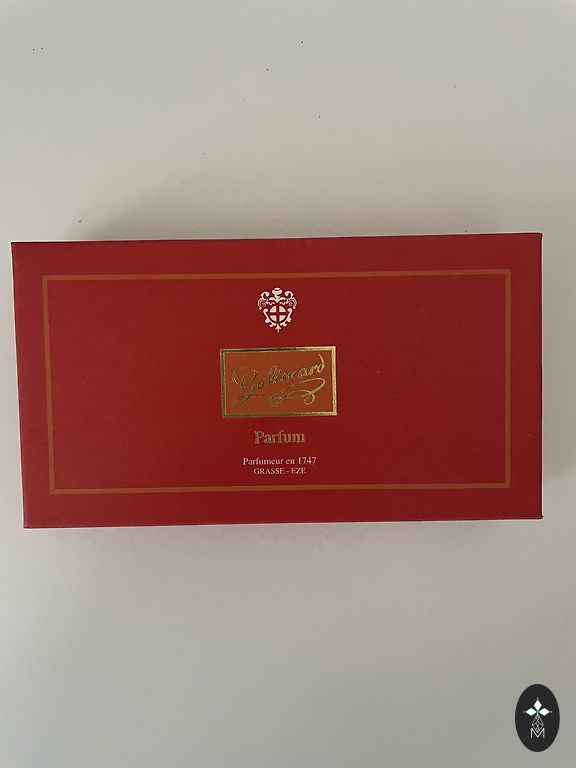 Galimard
Parfum
Parfumeur en 1747
GRASSE - EZE
M